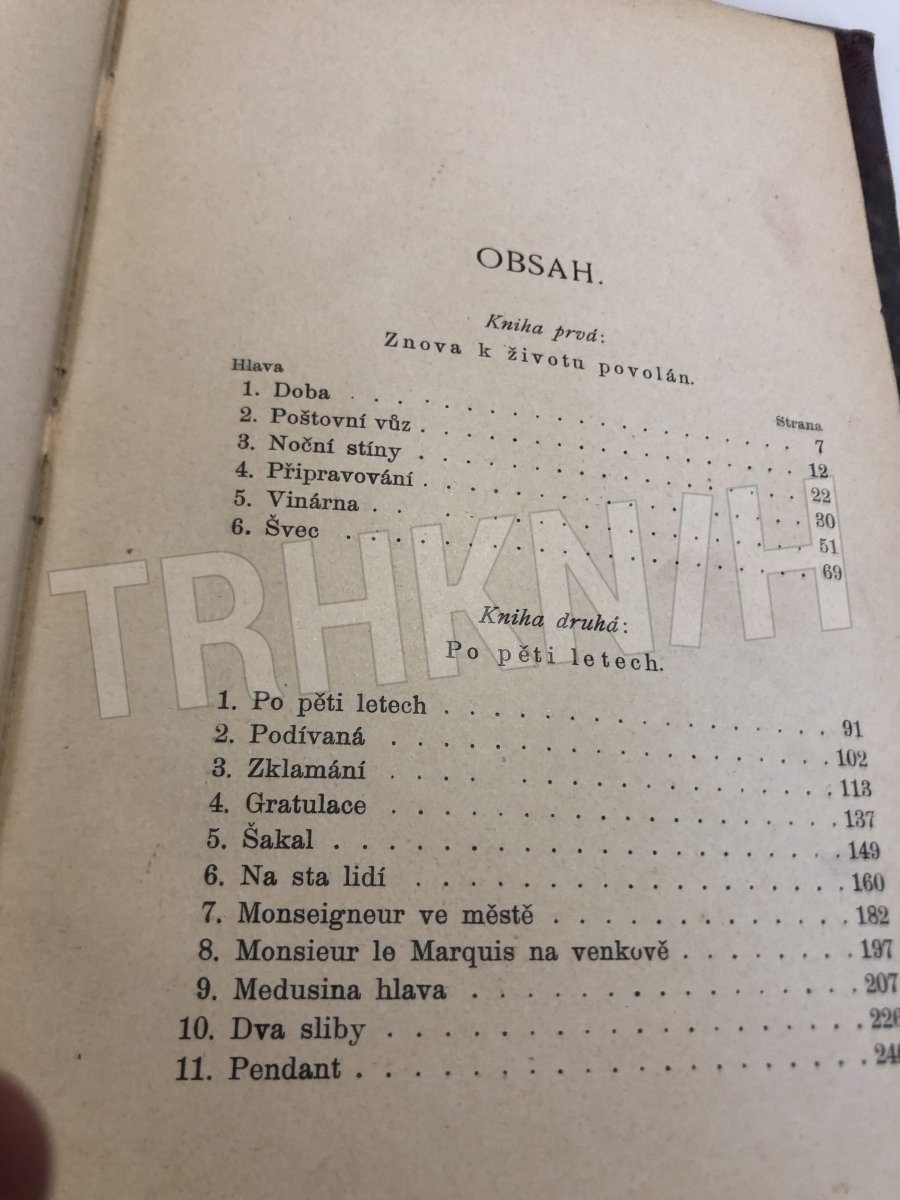 OBSAH.
Kniha prvá:
Znova k životu povolán.
Hlava Strana
1. Doba . . . . . . . . . . . . . . . . . 7
2. Poštovní vůz . . . . . . . . . . . . . . 12
3. Noční stíny . . . . . . . . . . . . . . 22
4. Připravování . . . . . . . . . . . . . . 30
5. Vinárna . . . . . . . . . . . . . . . . 51
6. Švec . . . . . . . . . . . . . . . . . 69
TRHKNIH
Kniha druhá:
Po pěti letech.
1. Po pěti letech . . . . . . . . . . . . . 91
2. Podívaná . . . . . . . . . . . . . . . 102
3. Zklamání . . . . . . . . . . . . . . . 113
4. Gratulace . . . . . . . . . . . . . . . 137
5. Šakal . . . . . . . . . . . . . . . . . 149
6. Na sta lidí . . . . . . . . . . . . . . 160
7. Monseigneur ve městě . . . . . . . . . . 182
8. Monsieur le Marquis na venkově . . . . . . 197
9. Medusina hlava . . . . . . . . . . . . . 207
10. Dva sliby . . . . . . . . . . . . . . . 226
11. Pendant . . . . . . . . . . . . . . . .